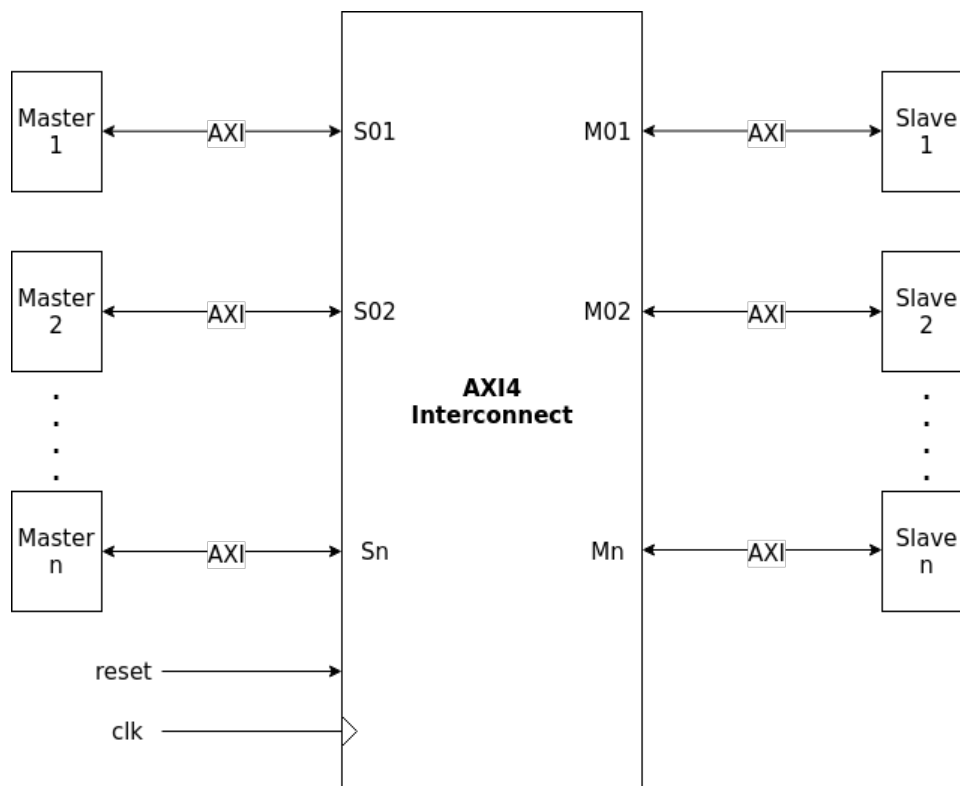 Master
1
AXI
S01
M01
AXI
Slave
1
Master
2
AXI
S02
M02
AXI
Slave
2
AXI4
Interconnect
Master
n
AXI
Sn
Mn
AXI
Slave
n
reset
clk